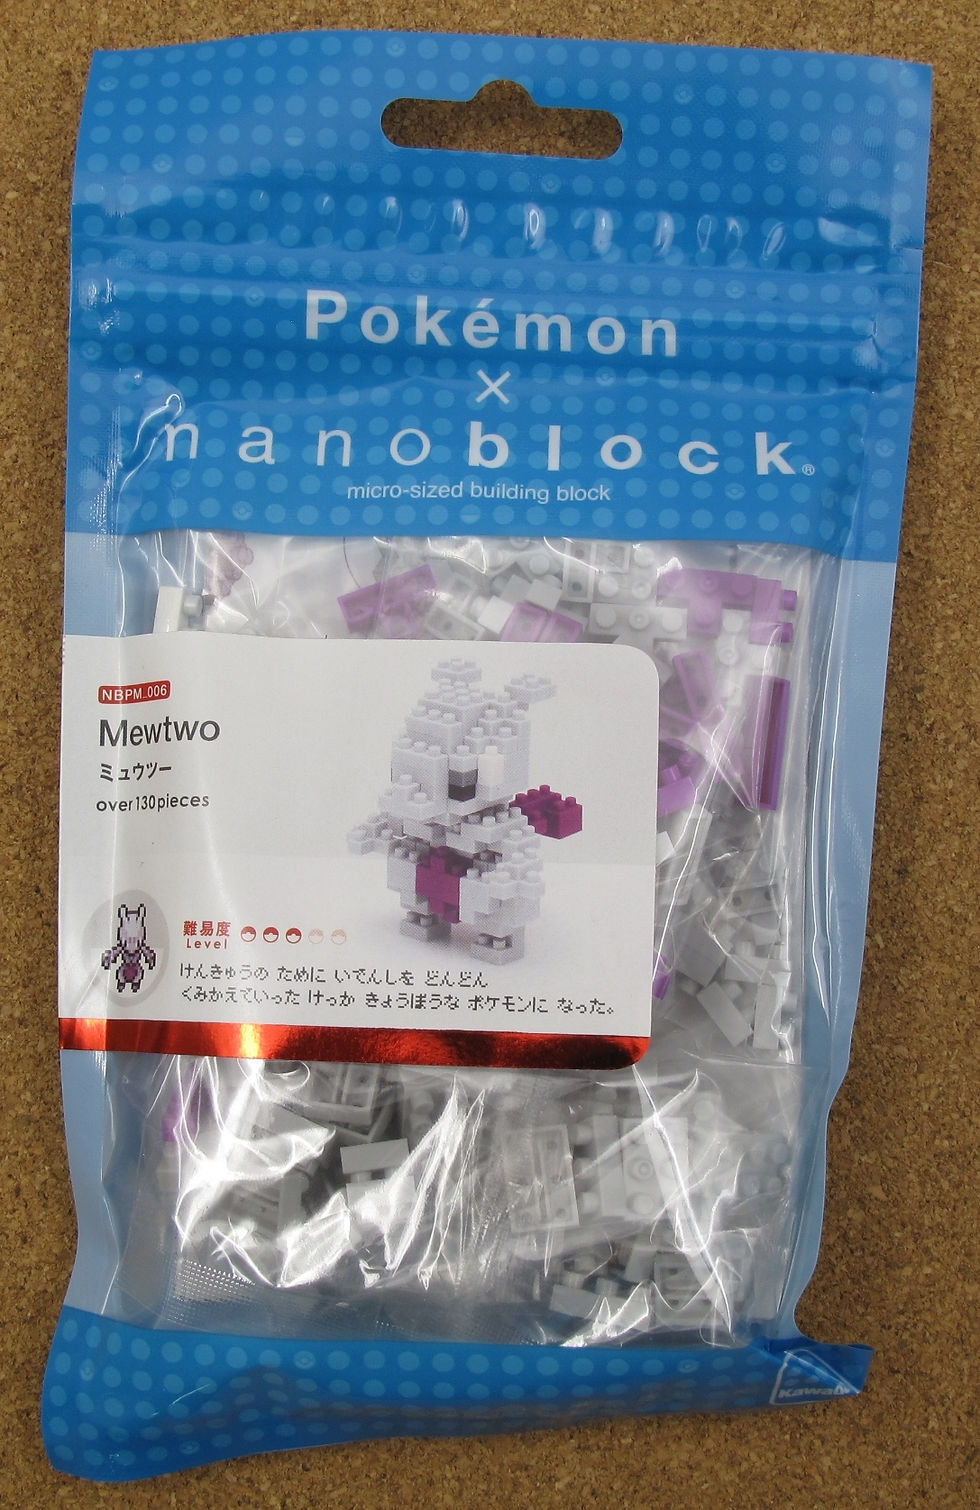 Pokémon
×
nanoblock®
micro-sized building block
NBPM_006
Mewtwo
ミュウツー
over130pieces
難易度
Level
けんきゅうの ために いでんしを どんどん
くみかえていった けっか きょうぼうな ポケモンに なった。
Kawada